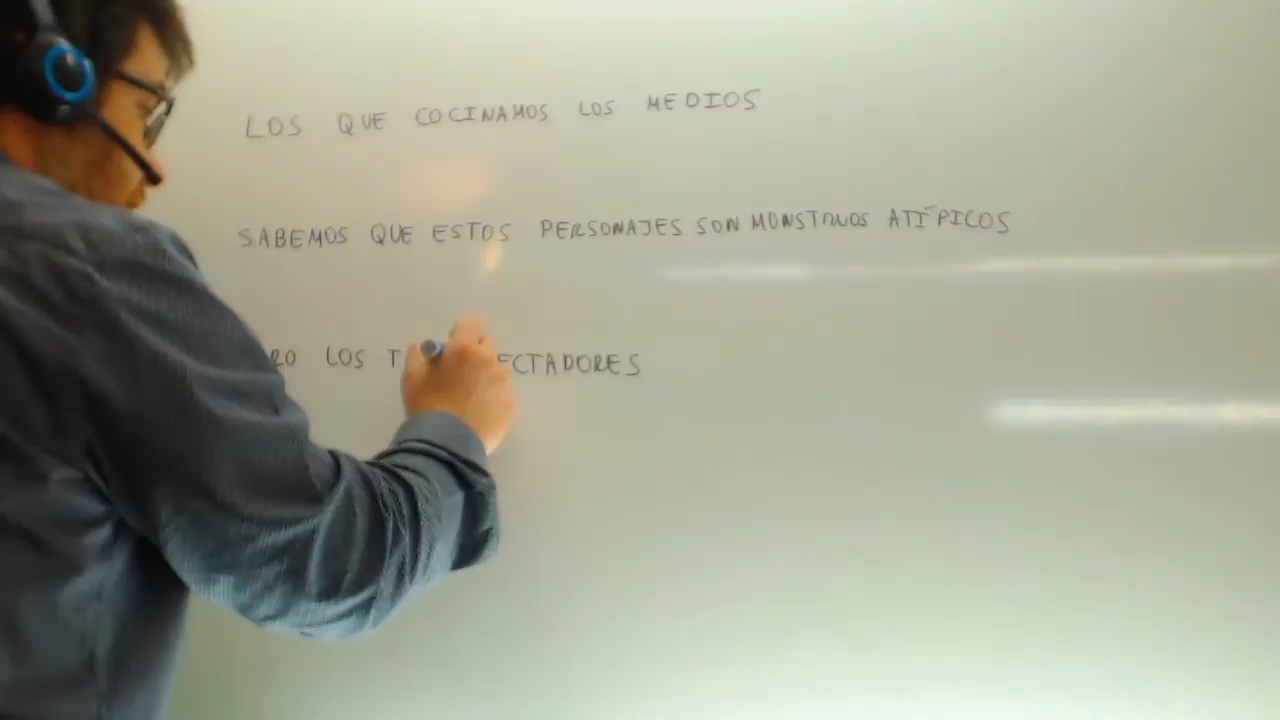 LOS QUE COCINAMOS LOS MEDIOS
SABEMOS QUE ESTOS PERSONAJES SON MONSTRUOS ATÍPICOS
LOS